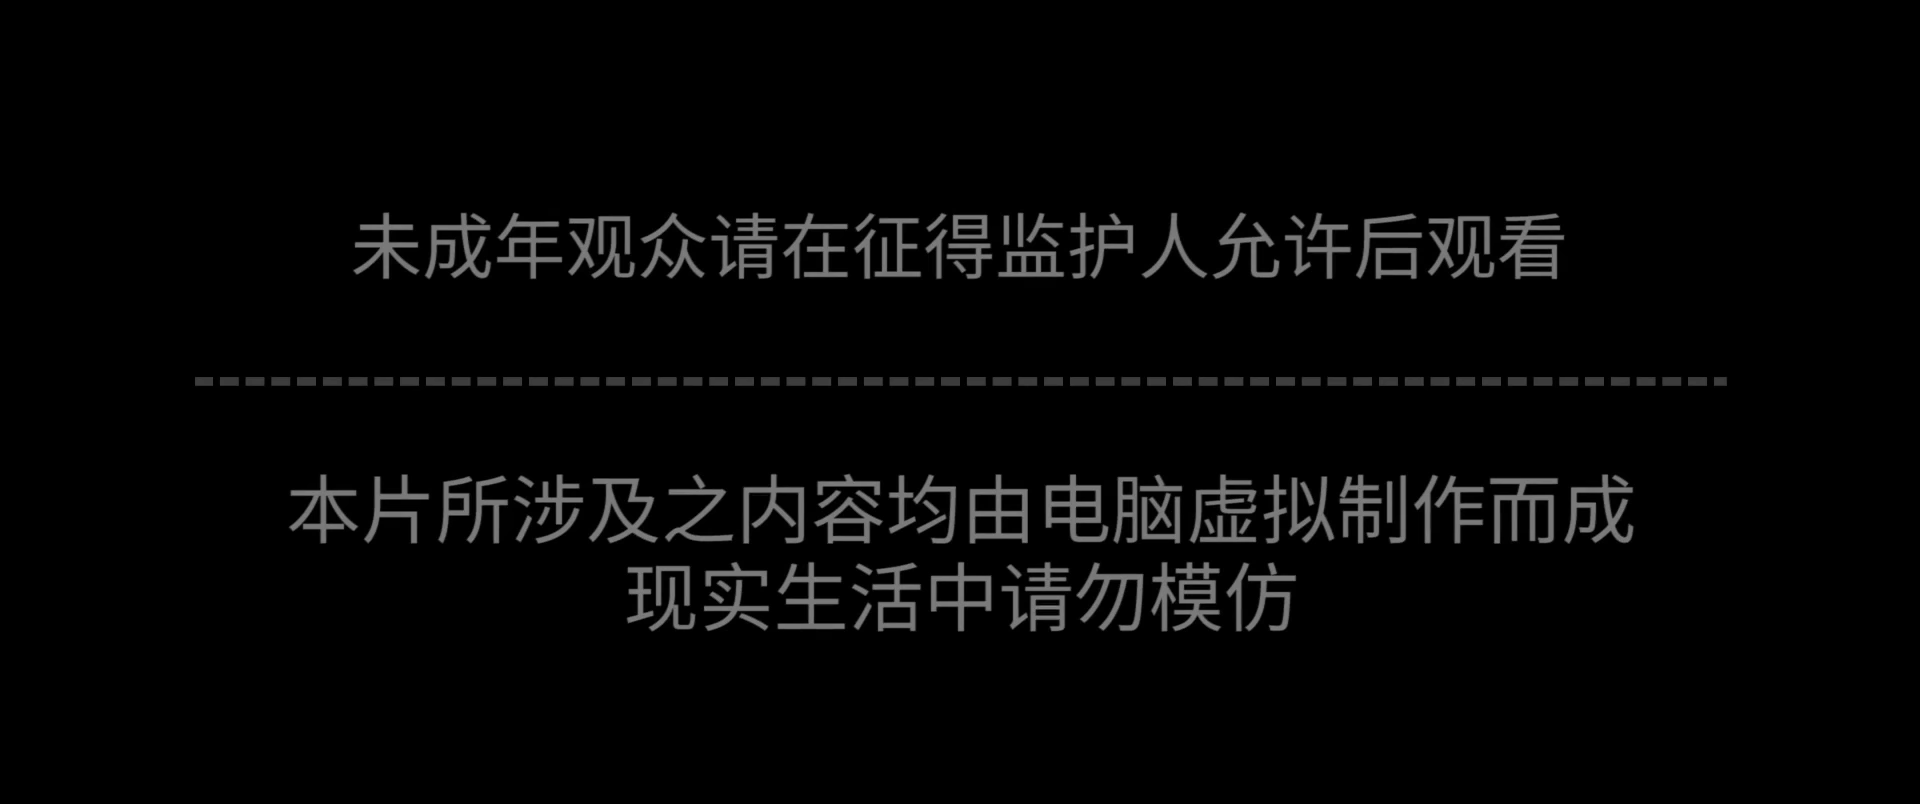 未成年观众请在征得监护人允许后观看
本片所涉及之内容均由电脑虚拟制作而成
现实生活中请勿模仿